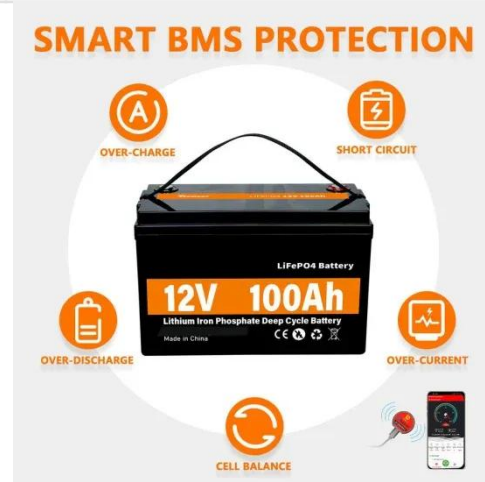 SMART BMS PROTECTION
A
OVER-CHARGE
SHORT CIRCUIT
LiFePO4 Battery
12V 100Ah
Lithium Iron Phosphate Deep Cycle Battery
Made in China
CE
OVER-DISCHARGE
OVER-CURRENT
CELL BALANCE